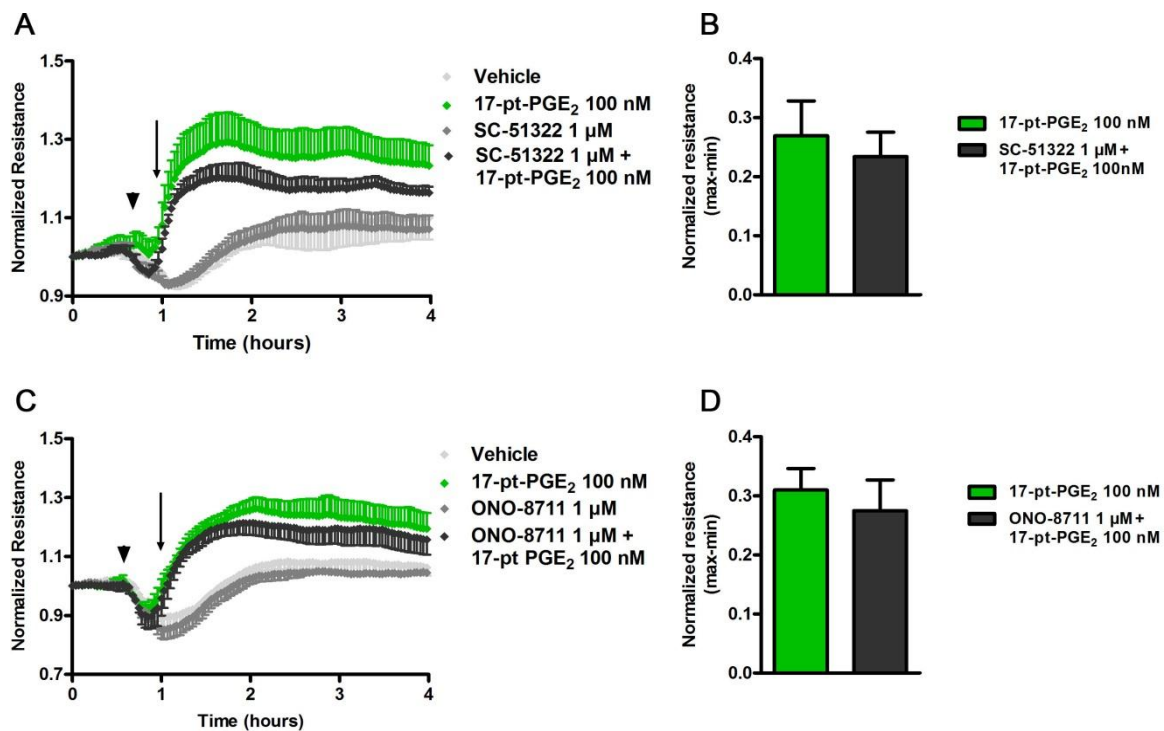 A
Normalized Resistance
1.5
1.3
1.1
0.9
0
1
2
3
4
Time (hours)
Vehicle
17-pt-PGE₂ 100 nM
SC-51322 1 µM
SC-51322 1 µM +
17-pt-PGE₂ 100 nM
B
Normalized resistance
(max-min)
0.4
0.3
0.2
0.1
0.0
17-pt-PGE₂ 100 nM
SC-51322 1 µM +
17-pt-PGE₂ 100nM
C
Normalized Resistance
1.5
1.3
1.1
0.9
0.7
0
1
2
3
4
Time (hours)
Vehicle
17-pt-PGE₂ 100 nM
ONO-8711 1 µM
ONO-8711 1 µM +
17-pt PGE₂ 100 nM
D
Normalized resistance
(max-min)
0.4
0.3
0.2
0.1
0.0
17-pt-PGE₂ 100 nM
ONO-8711 1 µM +
17-pt-PGE₂ 100 nM